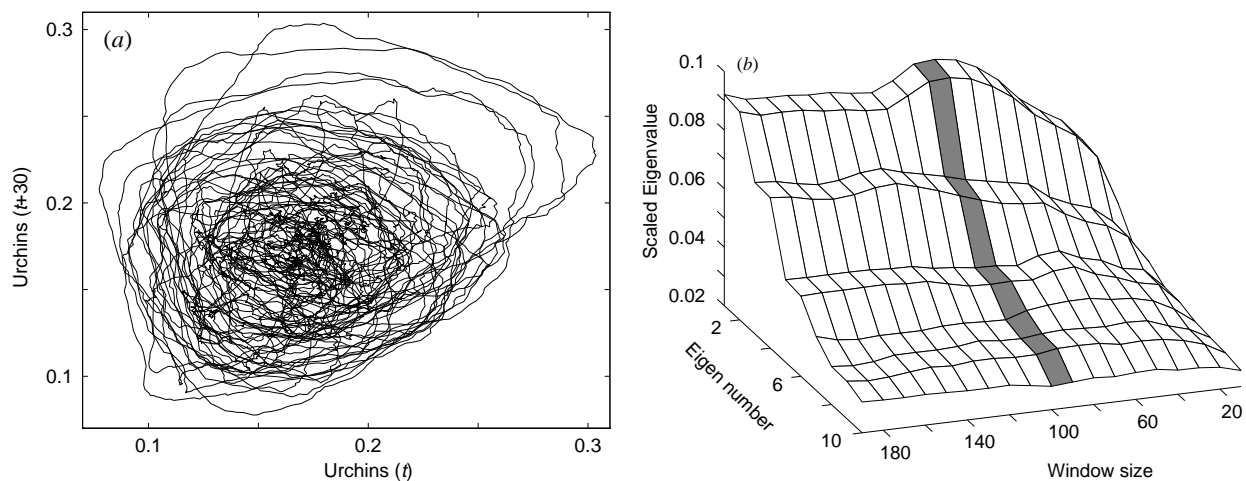 (a)
0.3
0.2
0.1
Urchins (t+30)
0.1
0.2
0.3
Urchins (t)
(b)
0.1
0.08
0.06
0.04
0.02
Scaled Eigenvalue
2
6
10
Eigen number
180
140
100
60
20
Window size